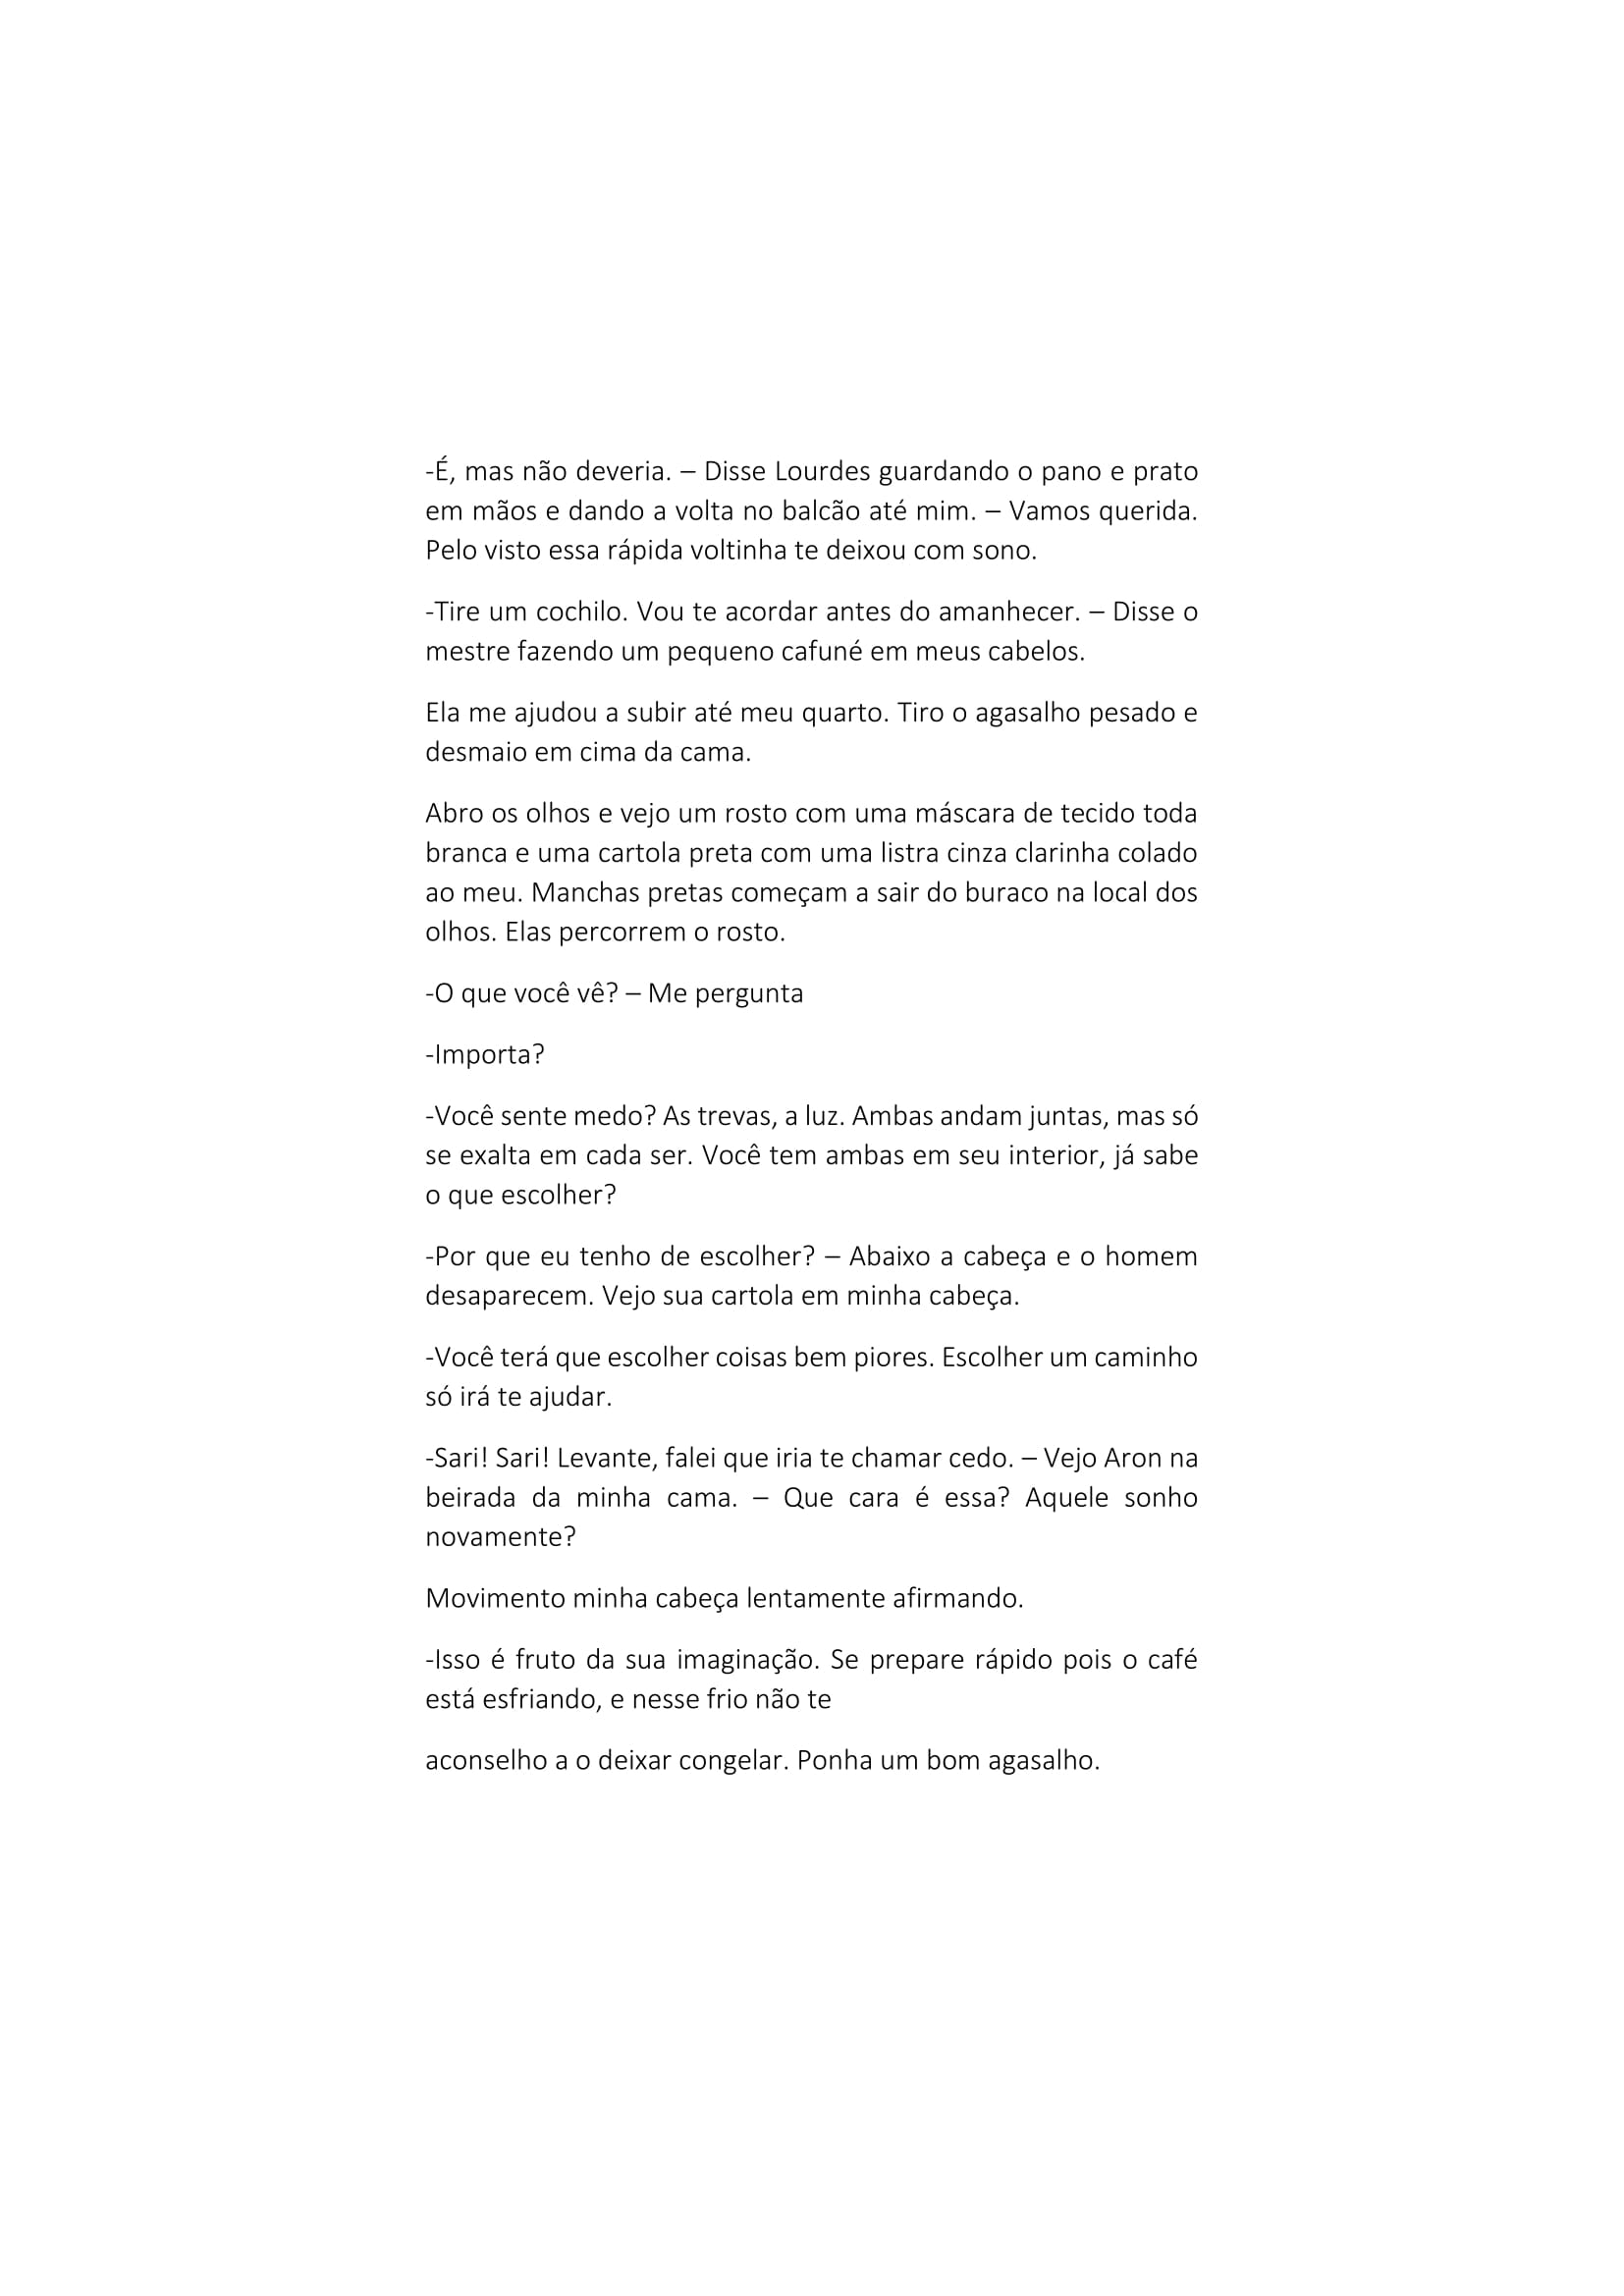 -É, mas não deveria. – Disse Lourdes guardando o pano e prato
em mãos e dando a volta no balcão até mim. – Vamos querida.
Pelo visto essa rápida voltinha te deixou com sono.
-Tire um cochilo. Vou te acordar antes do amanhecer. – Disse o
mestre fazendo um pequeno cafuné em meus cabelos.
Ela me ajudou a subir até meu quarto. Tiro o agasalho pesado e
desmaio em cima da cama.
Abro os olhos e vejo um rosto com uma máscara de tecido toda
branca e uma cartola preta com uma listra cinza clarinha colado
ao meu. Manchas pretas começam a sair do buraco na local dos
olhos. Elas percorrem o rosto.
-O que você vê? – Me pergunta
-Importa?
-Você sente medo? As trevas, a luz. Ambas andam juntas, mas só
se exalta em cada ser. Você tem ambas em seu interior, já sabe
o que escolher?
-Por que eu tenho de escolher? – Abaixo a cabeça e o homem
desaparecem. Vejo sua cartola em minha cabeça.
-Você terá que escolher coisas bem piores. Escolher um caminho
só irá te ajudar.
-Sari! Sari! Levante, falei que iria te chamar cedo. – Vejo Aron na
beirada da minha cama. – Que cara é essa? Aquele sonho
novamente?
Movimento minha cabeça lentamente afirmando.
-Isso é fruto da sua imaginação. Se prepare rápido pois o café
está esfriando, e nesse frio não te
aconselho a o deixar congelar. Ponha um bom agasalho.